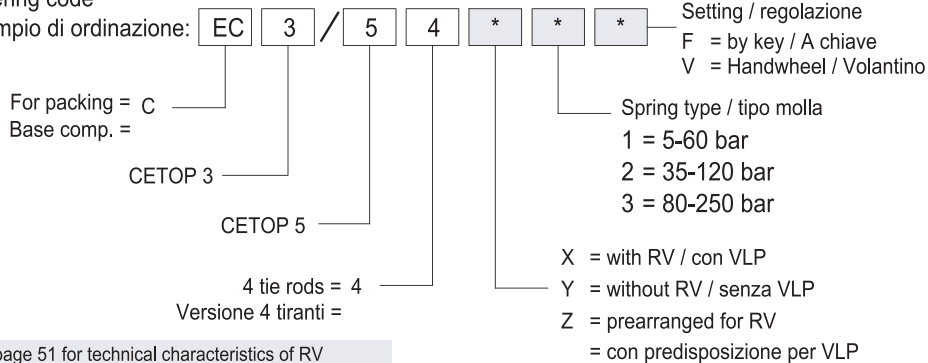 ering code
mpio di ordinazione: EC 3 / 5 4 * * *
Setting / regolazione
F = by key / A chiave
V = Handwheel / Volantino
For packing = C
Base comp. =
Spring type / tipo molla
1 = 5-60 bar
2 = 35-120 bar
3 = 80-250 bar
CETOP 3
CETOP 5
4 tie rods = 4
Versione 4 tiranti =
X = with RV / con VLP
Y = without RV / senza VLP
Z = prearranged for RV
= con predisposizione per VLP
page 51 for technical characteristics of RV